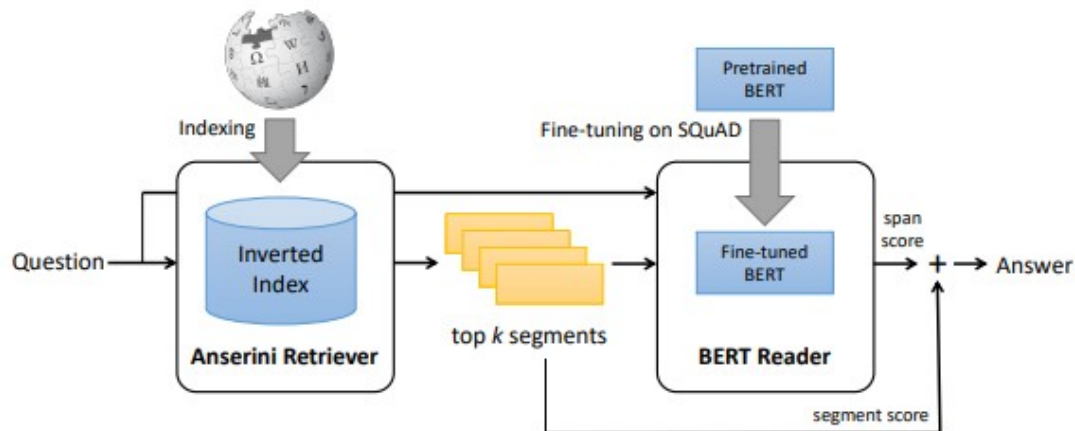 Ω
W
И
7
Indexing
Pretrained
BERT
Fine-tuning on SQuAD
Question
Inverted
Index
Anserini Retriever
top k segments
Fine-tuned
BERT
BERT Reader
span
score
+
Answer
segment score